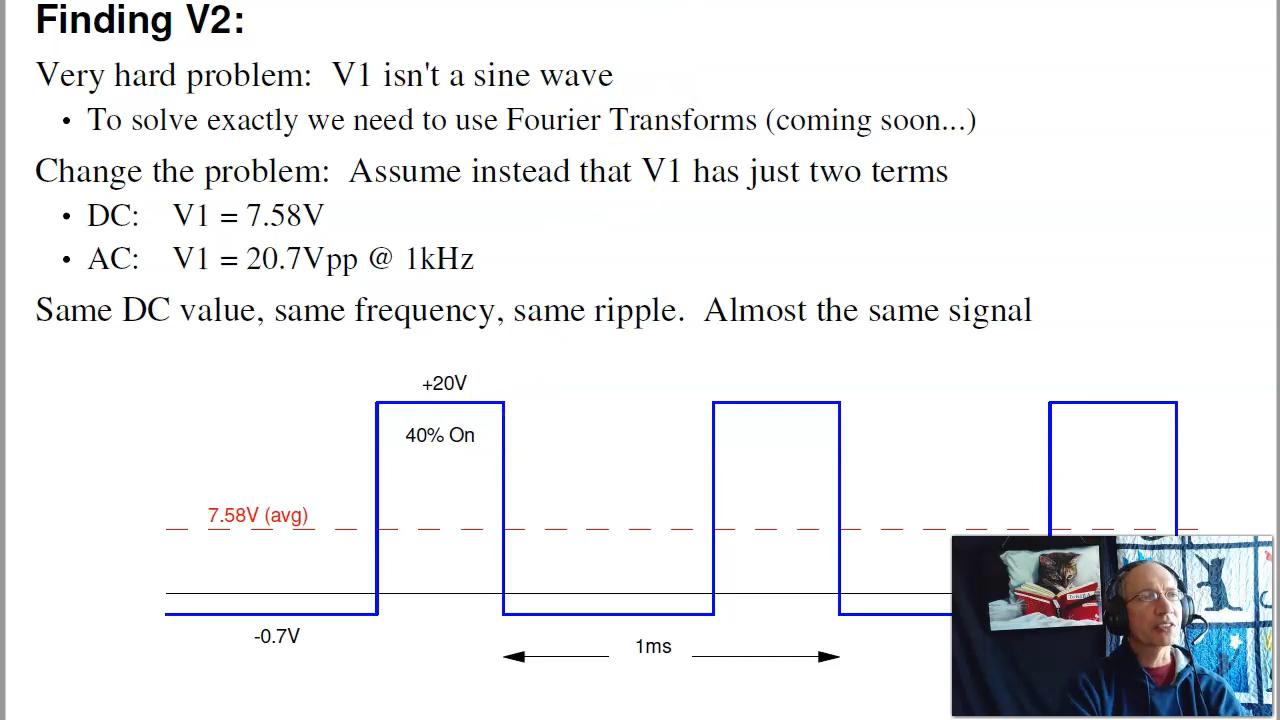 Finding V2:
Very hard problem:  V1 isn't a sine wave
• To solve exactly we need to use Fourier Transforms (coming soon...)
Change the problem:  Assume instead that V1 has just two terms
• DC:    V1 = 7.58V
• AC:    V1 = 20.7Vpp @ 1kHz
Same DC value, same frequency, same ripple.  Almost the same signal
+20V
40% On
7.58V (avg)
-0.7V
1ms